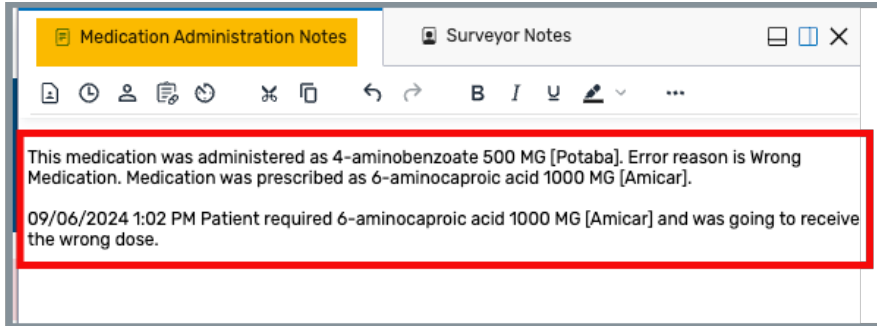 Medication Administration Notes
Surveyor Notes
B I U
This medication was administered as 4-aminobenzoate 500 MG [Potaba]. Error reason is Wrong
Medication. Medication was prescribed as 6-aminocaproic acid 1000 MG [Amicar].
09/06/2024 1:02 PM Patient required 6-aminocaproic acid 1000 MG [Amicar] and was going to receive
the wrong dose.